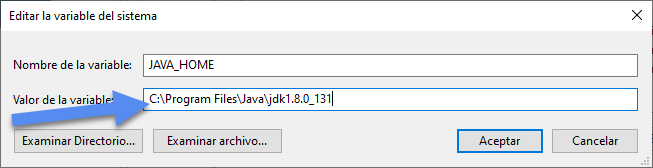 Editar la variable del sistema
Nombre de la variable: JAVA_HOME
Valor de la variable: C:\Program Files\Java\jdk1.8.0_131
Examinar Directorio... Examinar archivo... Aceptar Cancelar